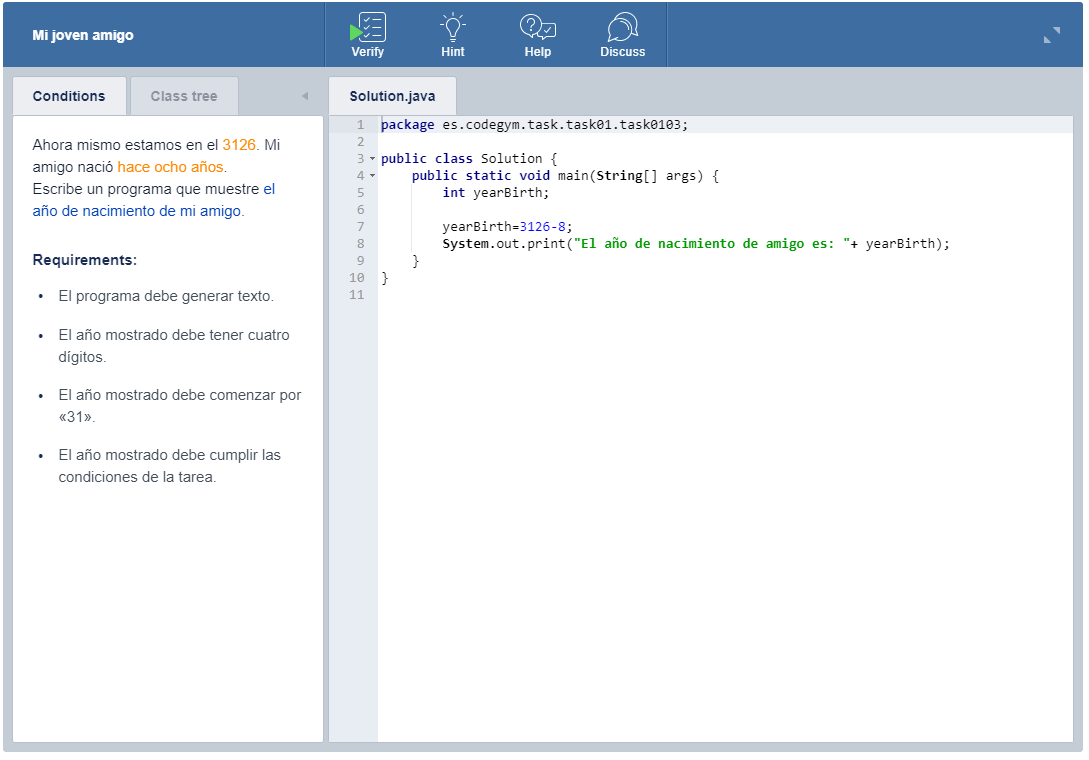 Mi joven amigo
Verify
Hint
Help
Discuss
Conditions
Class tree
Ahora mismo estamos en el 3126. Mi
amigo nació hace ocho años.
Escribe un programa que muestre el
año de nacimiento de mi amigo.
Requirements:
• El programa debe generar texto.
• El año mostrado debe tener cuatro
dígitos.
• El año mostrado debe comenzar por
«31».
• El año mostrado debe cumplir las
condiciones de la tarea.
Solution.java
1 package es.codegym.task.task01.task0103;
2
3 public class Solution {
4 public static void main(String[] args) {
5 int yearBirth;
6
7 yearBirth=3126-8;
8 System.out.print("El año de nacimiento de amigo es: "+ yearBirth);
9 }
10 }
11